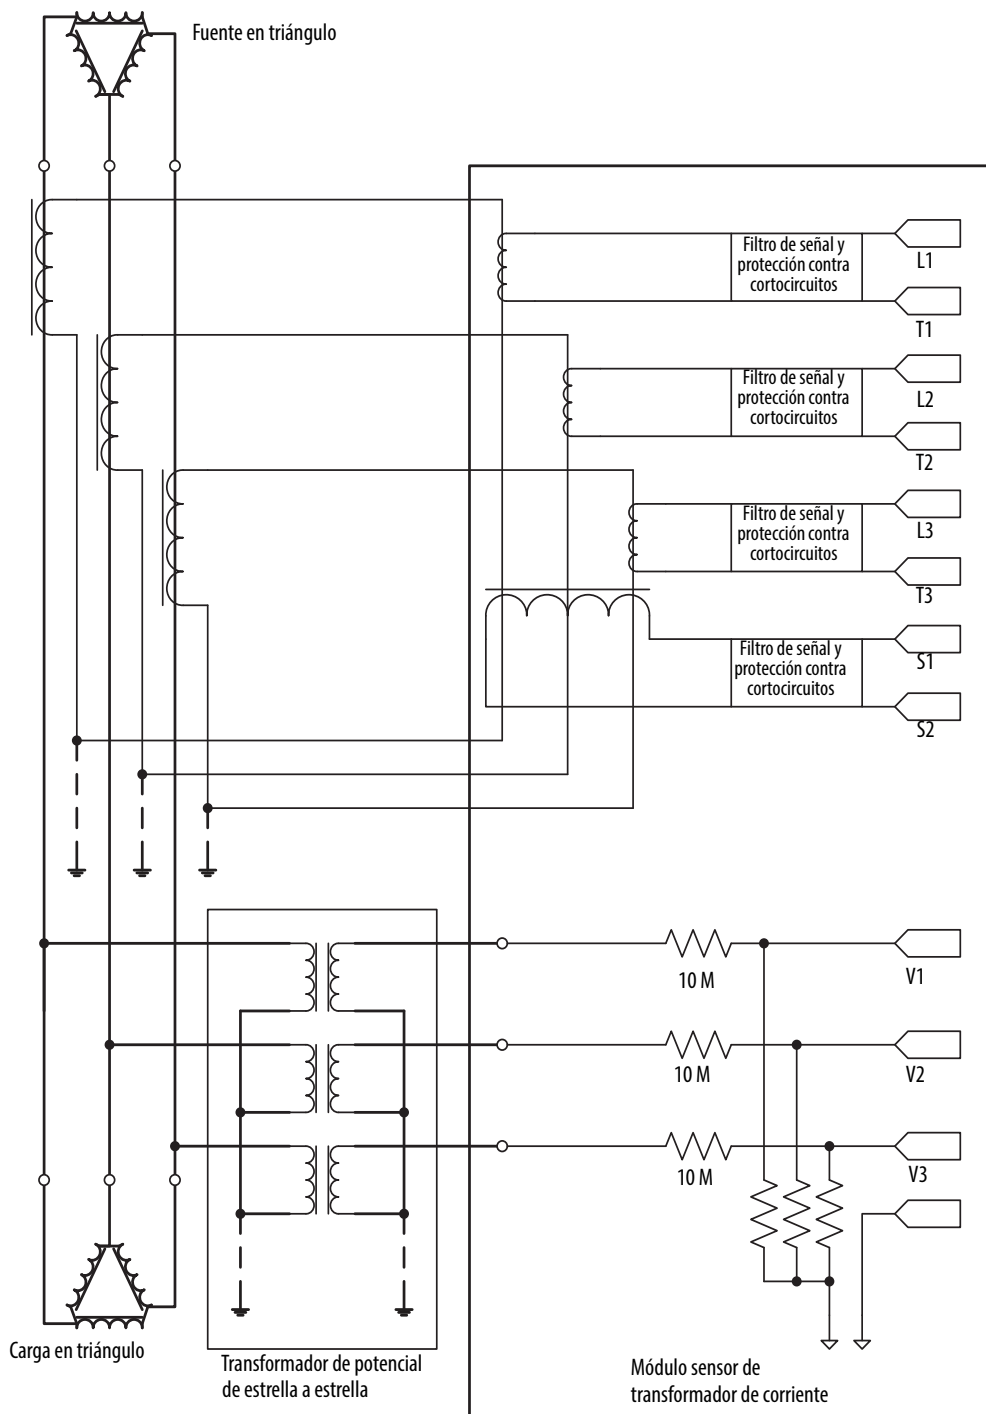 Fuente en triángulo
Filtro de señal y
protección contra
cortocircuitos
L1
T1
Filtro de señal y
protección contra
cortocircuitos
L2
T2
Filtro de señal y
protección contra
cortocircuitos
L3
T3
Filtro de señal y
protección contra
cortocircuitos
S1
S2
10 M
V1
10 M
V2
10 M
V3
Carga en triángulo
Transformador de potencial
de estrella a estrella
Módulo sensor de
transformador de corriente